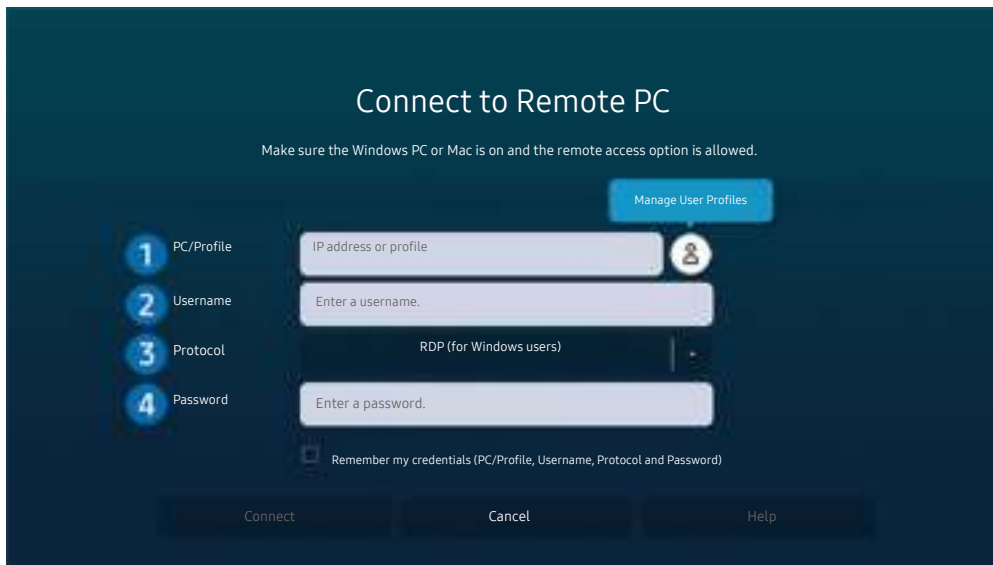 Connect to Remote PC
Make sure the Windows PC or Mac is on and the remote access option is allowed.
Manage User Profiles
1 PC/Profile IP address or profile
2 Username Enter a username.
3 Protocol RDP (for Windows users)
4 Password Enter a password.
Remember my credentials (PC/Profile, Username, Protocol and Password)
Connect Cancel Help